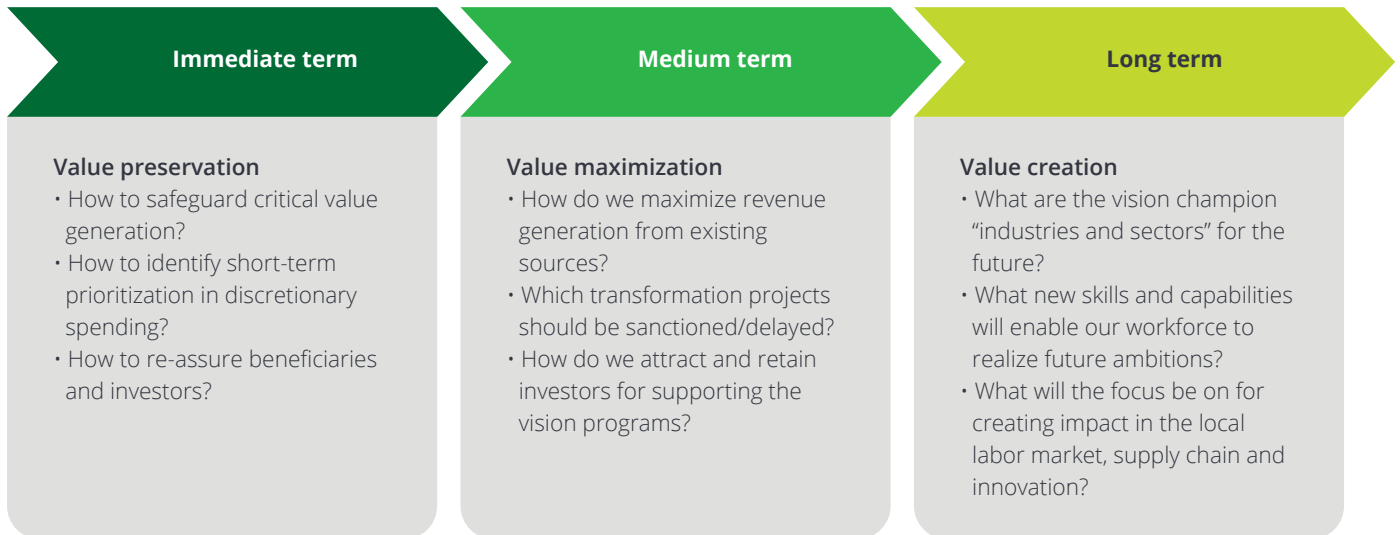 Immediate term
Medium term
Long term
Value preservation
• How to safeguard critical value
generation?
• How to identify short-term
prioritization in discretionary
spending?
• How to re-assure beneficiaries
and investors?
Value maximization
• How do we maximize revenue
generation from existing
sources?
• Which transformation projects
should be sanctioned/delayed?
• How do we attract and retain
investors for supporting the
vision programs?
Value creation
• What are the vision champion
“industries and sectors” for the
future?
• What new skills and capabilities
will enable our workforce to
realize future ambitions?
• What will the focus be on for
creating impact in the local
labor market, supply chain and
innovation?